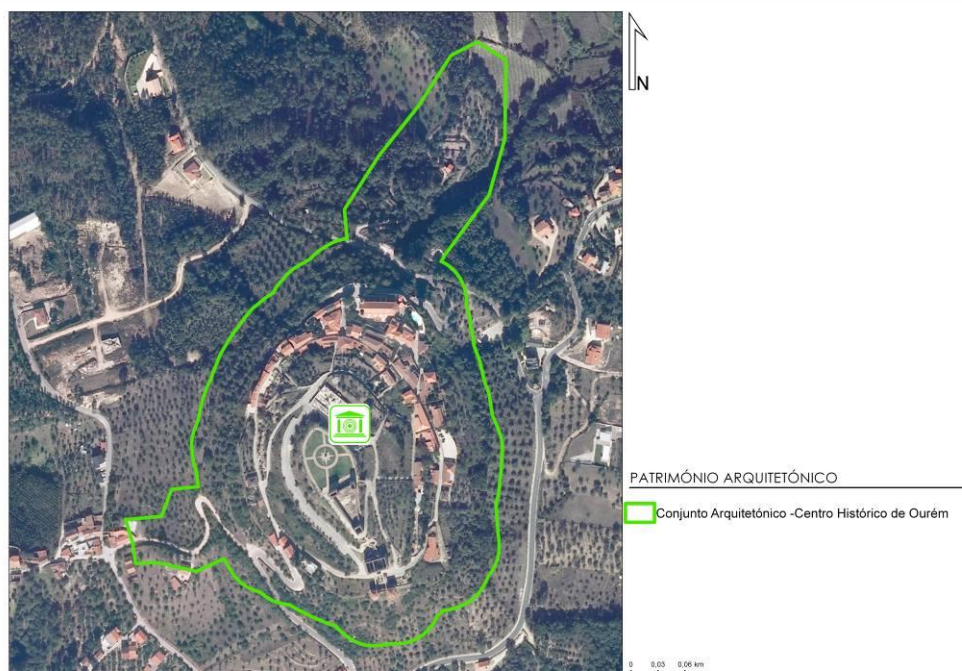 N
PATRIMÓNIO ARQUITETÓNICO
Conjunto Arquitetónico -Centro Histórico de Ourém
0 0,03 0,06 km